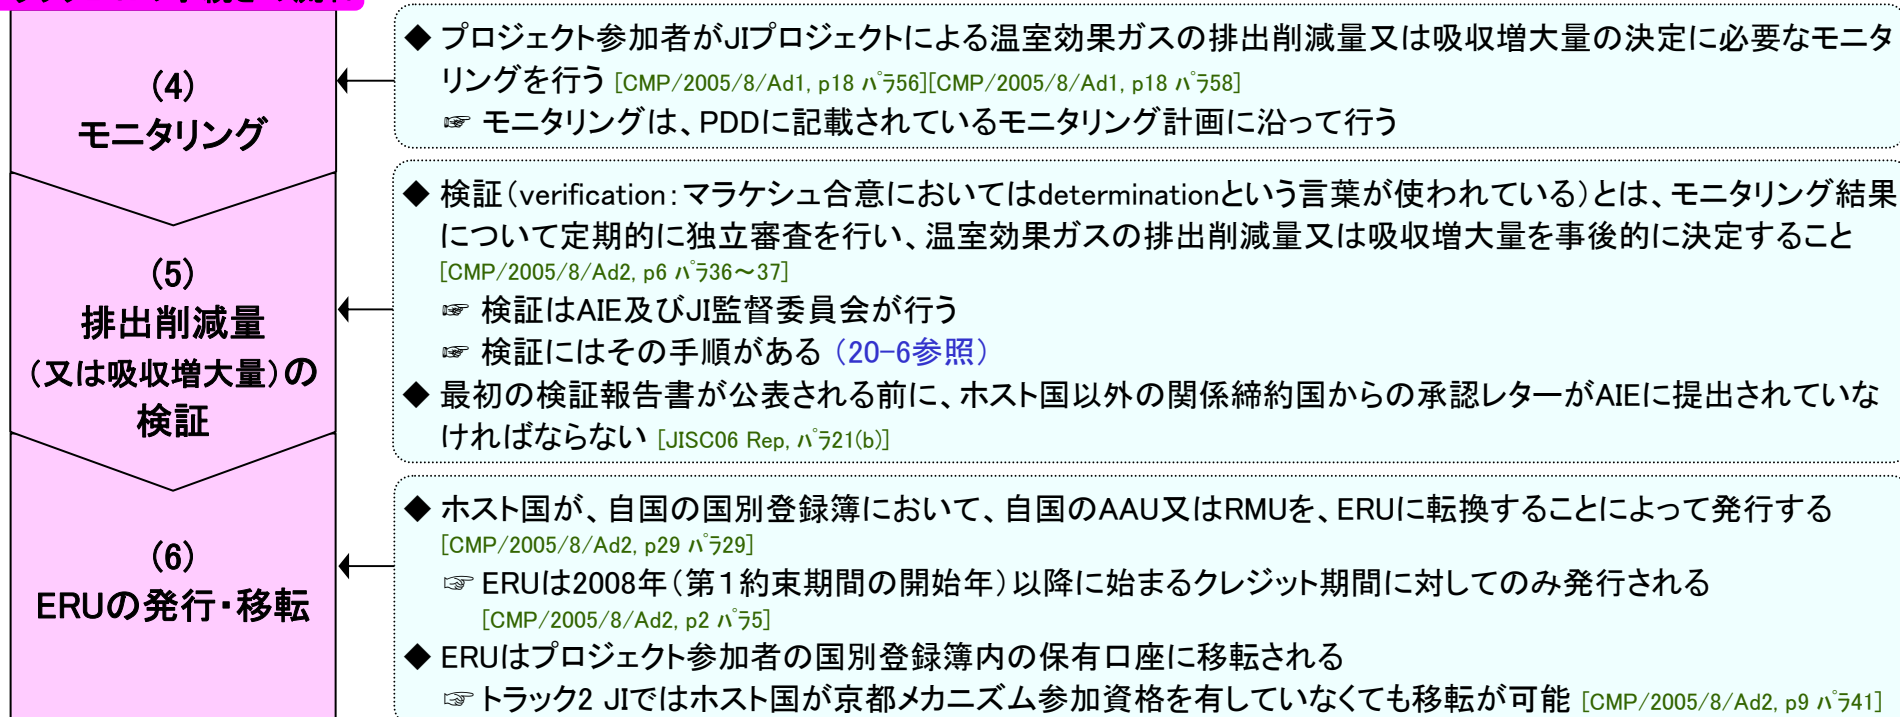 (4)
モニタリング
◆ プロジェクト参加者がJIプロジェクトによる温室効果ガスの排出削減量又は吸収増大量の決定に必要なモニタ
リングを行う [CMP/2005/8/Ad1, p18 パラ56][CMP/2005/8/Ad1, p18 パラ58]
☞ モニタリングは、PDDに記載されているモニタリング計画に沿って行う
(5)
排出削減量
（又は吸収増大量）の
検証
◆ 検証（verification：マラケシュ合意においてはdeterminationという言葉が使われている）とは、モニタリング結果
について定期的に独立審査を行い、温室効果ガスの排出削減量又は吸収増大量を事後的に決定すること
[CMP/2005/8/Ad2, p6 パラ36～37]
☞ 検証はAIE及びJI監督委員会が行う
☞ 検証にはその手順がある（20-6参照）
◆ 最初の検証報告書が公表される前に、ホスト国以外の関係締約国からの承認レターがAIEに提出されていな
ければならない [JISC06 Rep, パラ21(b)]
(6)
ERUの発行・移転
◆ ホスト国が、自国の国別登録簿において、自国のAAU又はRMUを、ERUに転換することによって発行する
[CMP/2005/8/Ad2, p29 パラ29]
☞ ERUは2008年（第１約束期間の開始年）以降に始まるクレジット期間に対してのみ発行される
[CMP/2005/8/Ad2, p2 パラ5]
◆ ERUはプロジェクト参加者の国別登録簿内の保有口座に移転される
☞ トラック2 JIではホスト国が京都メカニズム参加資格を有していなくても移転が可能 [CMP/2005/8/Ad2, p9 パラ41]